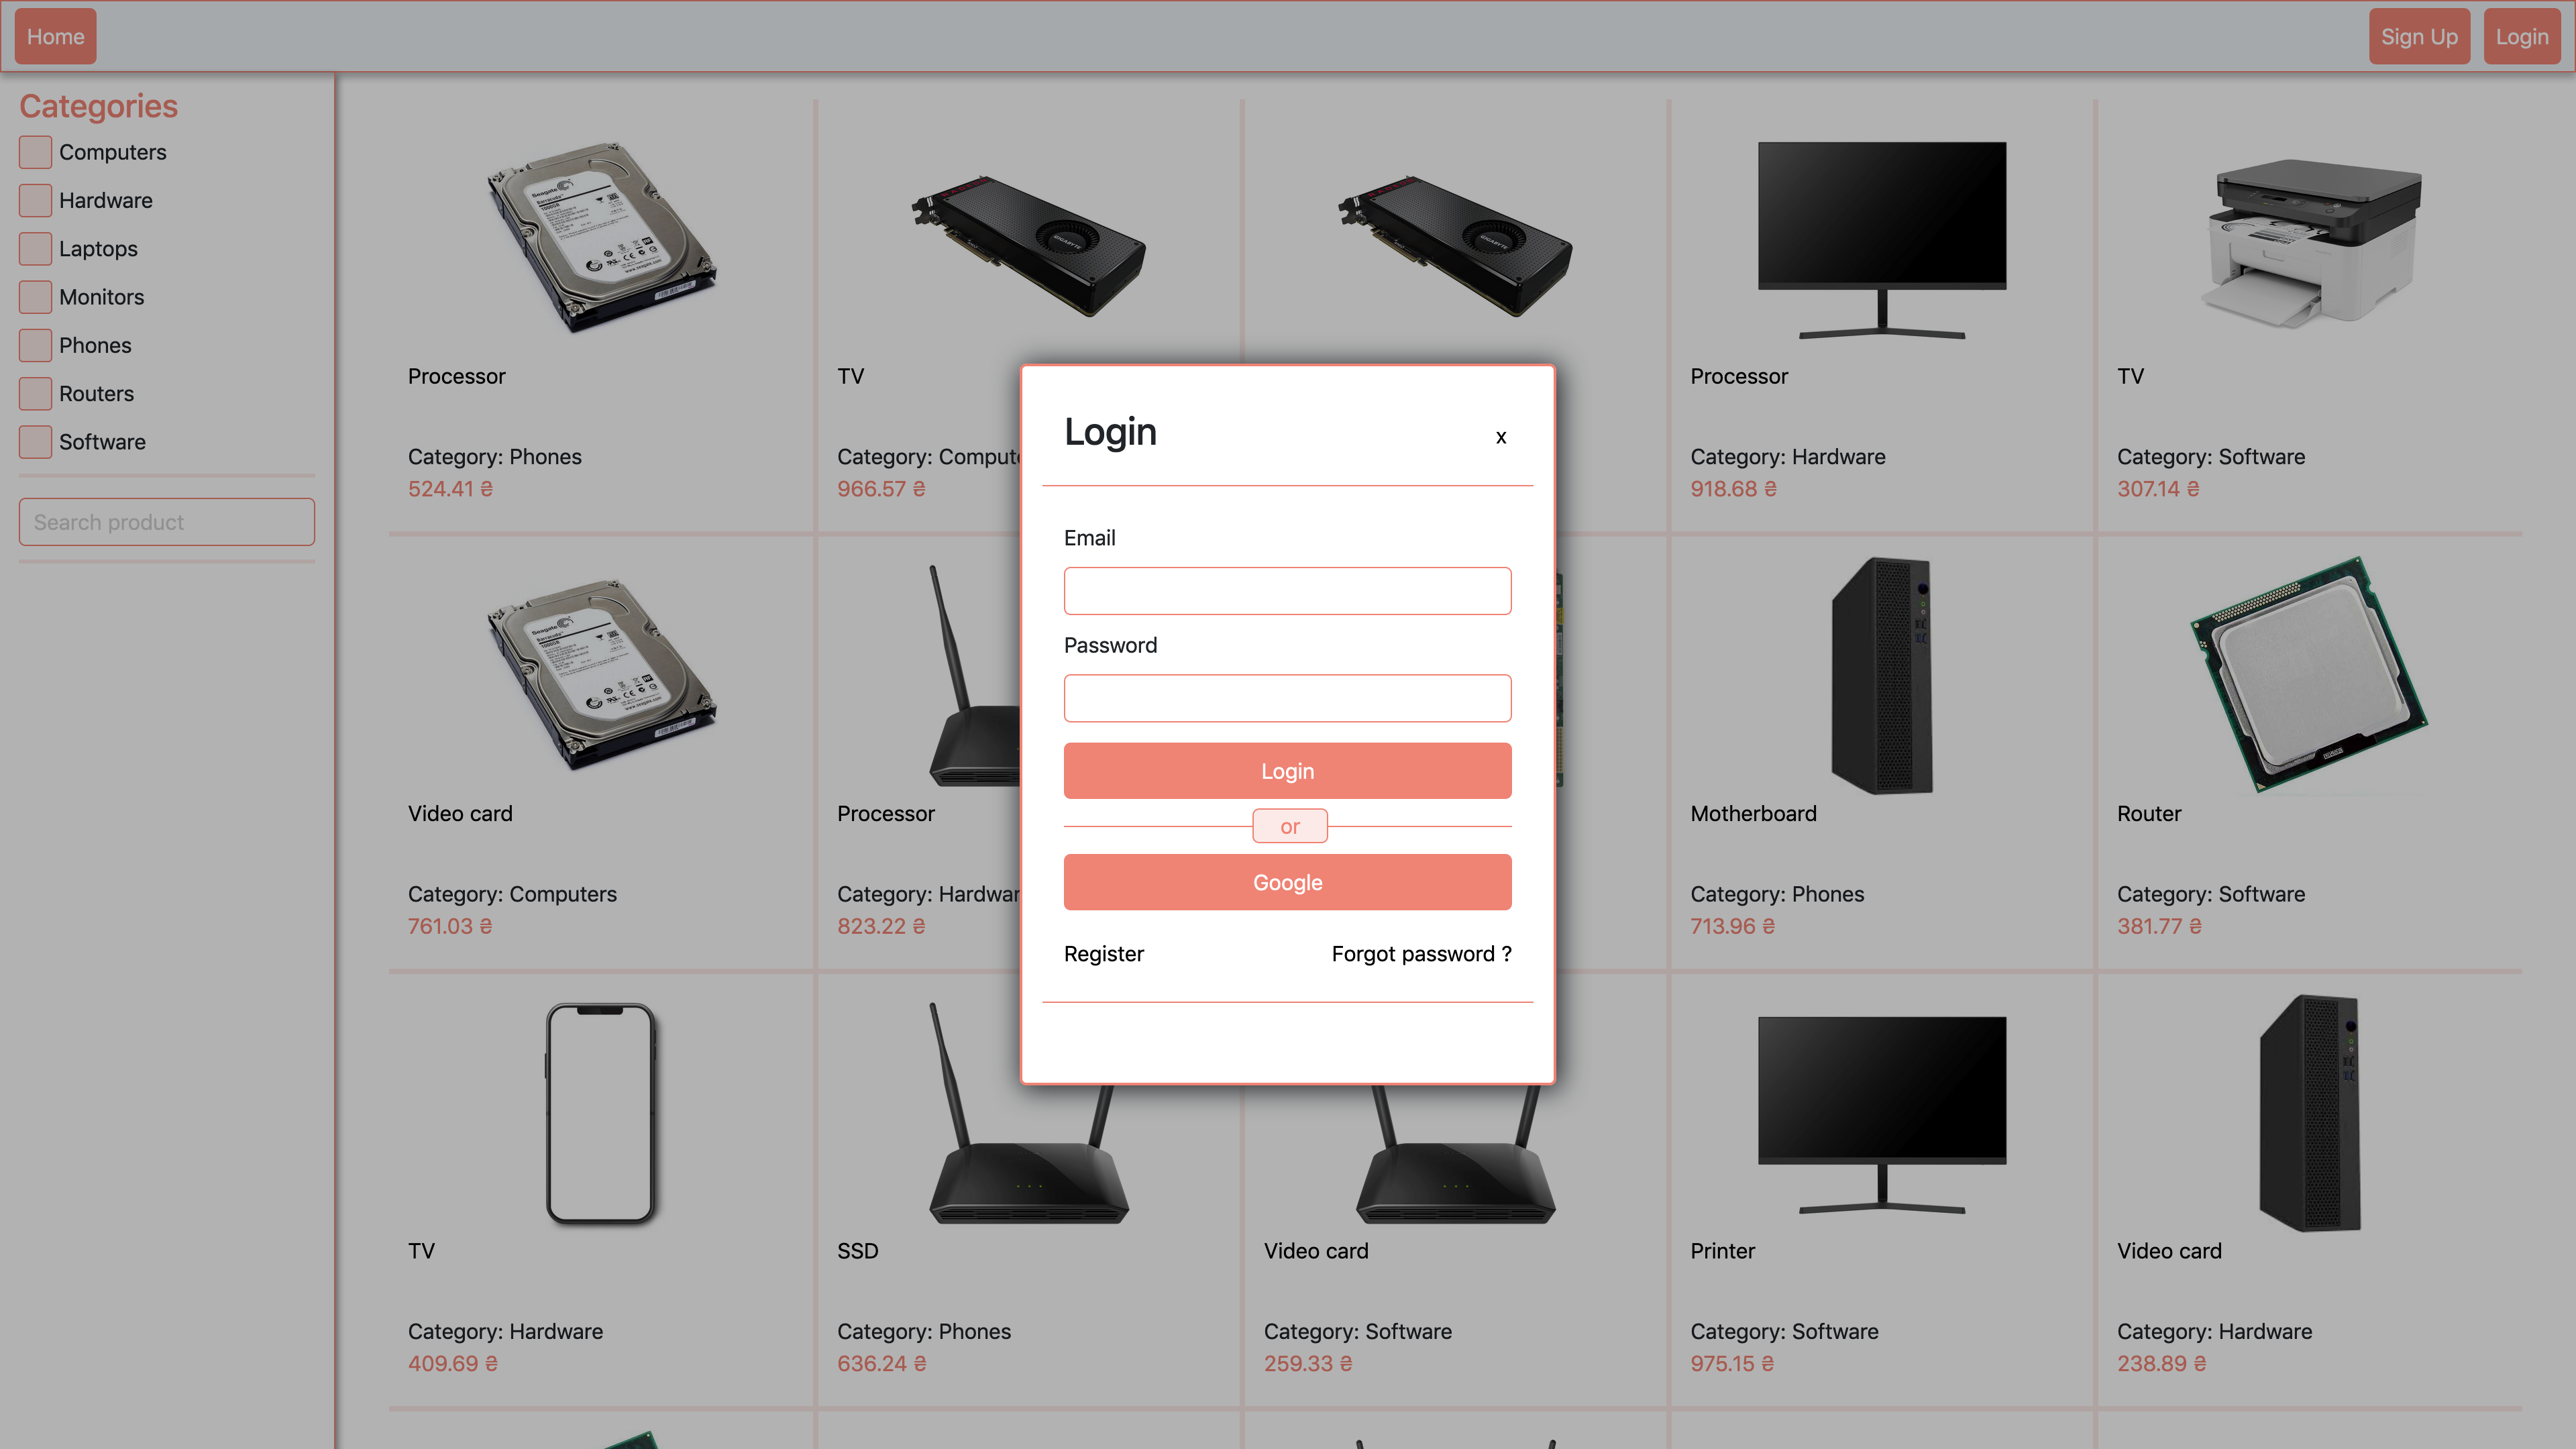 Home
Sign Up
Login
Categories
Computers
Hardware
Laptops
Monitors
Phones
Routers
Software
Search product
Processor
Category: Phones
524.41 ₴
TV
966.57 ₴
Processor
Category: Hardware
918.68 ₴
TV
Category: Software
307.14 ₴
Login
x
Email
Password
Login
or
Google
Register
Forgot password ?
Video card
Category: Computers
761.03 ₴
Processor
823.22 ₴
Motherboard
Category: Phones
713.96 ₴
Router
Category: Software
381.77 ₴
TV
Category: Hardware
409.69 ₴
SSD
Category: Phones
636.24 ₴
Video card
Category: Software
259.33 ₴
Printer
Category: Software
975.15 ₴
Video card
Category: Hardware
238.89 ₴